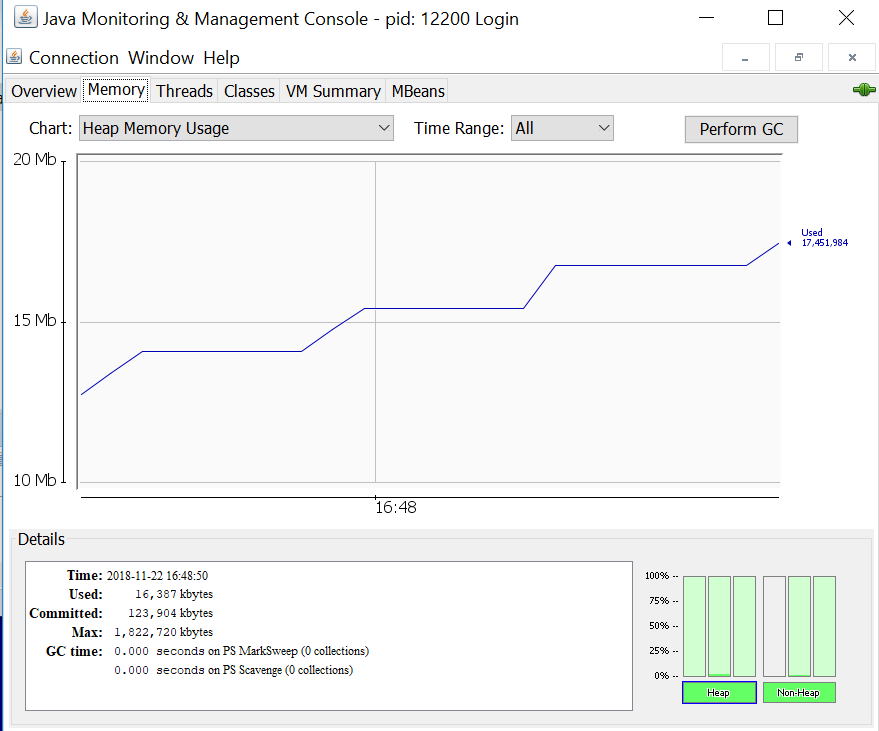 Java Monitoring & Management Console - pid: 12200 Login
Connection Window Help
Overview Memory Threads Classes VM Summary MBeans
Chart: Heap Memory Usage Time Range: All Perform GC
20 Mb
Used
17,451,984
15 Mb
10 Mb
16:48
Details
Time: 2018-11-22 16:48:50
Used: 16,387 kbytes
Committed: 123,904 kbytes
Max: 1,822,720 kbytes
GC time: 0.000 seconds on PS MarkSweep (0 collections)
0.000 seconds on PS Scavenge (0 collections)
100% --
75% --
50% --
25% --
0% --
Heap Non-Heap